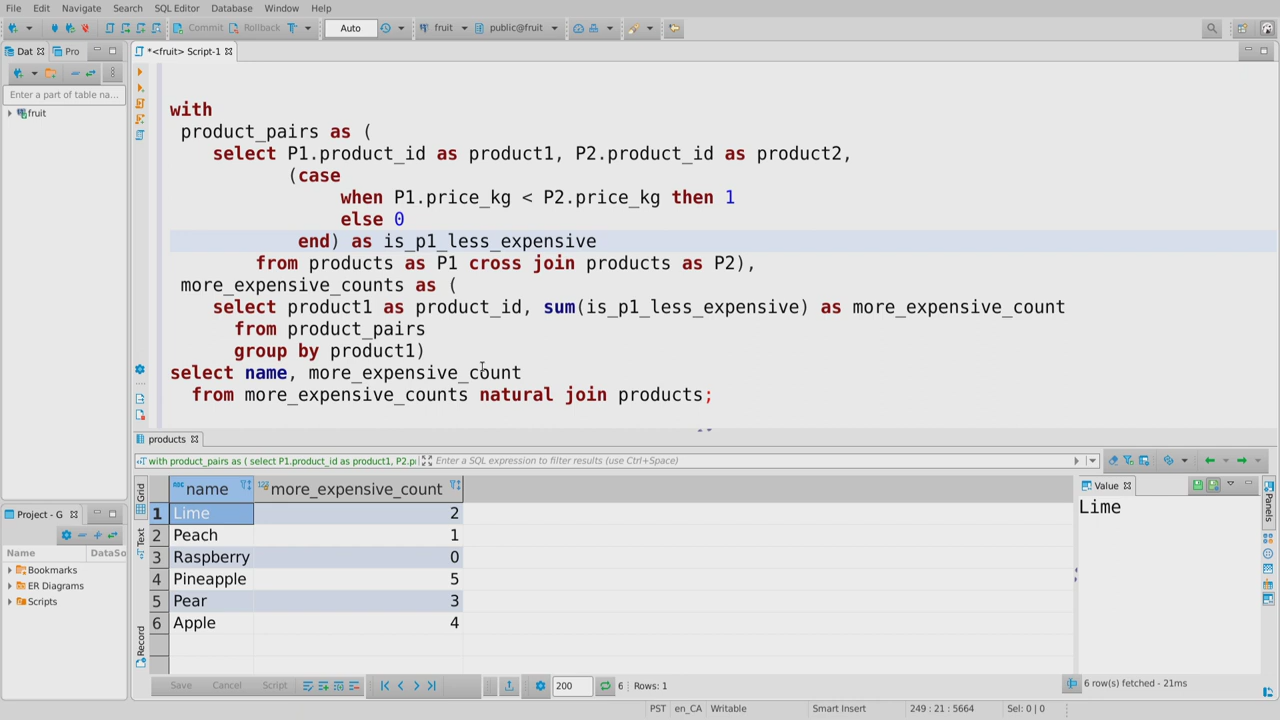 File Edit Navigate Search SQL Editor Database Window Help
Commit Rollback Auto fruit public@fruit
Dat Pro *<fruit> Script-1
Enter a part of table na...
fruit
with
product_pairs as (
select P1.product_id as product1, P2.product_id as product2,
(case
when P1.price_kg < P2.price_kg then 1
else 0
end) as is_p1_less_expensive
from products as P1 cross join products as P2),
more_expensive_counts as (
select product1 as product_id, sum(is_p1_less_expensive) as more_expensive_count
from product_pairs
group by product1)
select name, more_expensive_count
from more_expensive_counts natural join products;
products
with product_pairs as ( select P1.product_id as product1, P2.p Enter a SQL expression to filter results (use Ctrl+Space)
Grid
Text
Record
name more_expensive_count
1 Lime 2
2 Peach 1
3 Raspberry 0
4 Pineapple 5
5 Pear 3
6 Apple 4
Value
Lime
Panels
Project - G
Name DataSo
Bookmarks
ER Diagrams
Scripts
Save Cancel Script 200 6 Rows: 1
6 row(s) fetched - 21ms
PST en_CA Writable Smart Insert 249 : 21 : 5664 Sel: 0 | 0